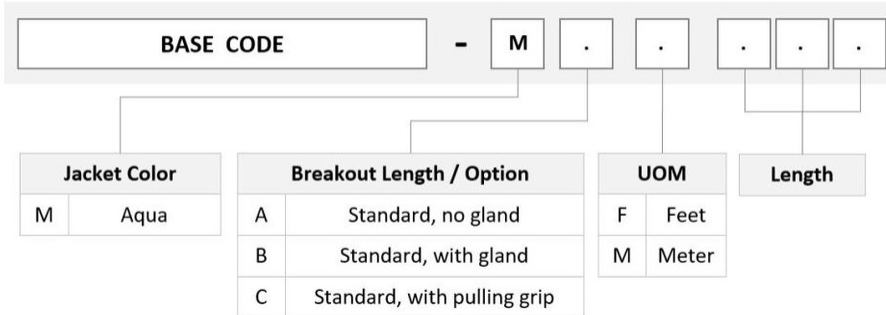 BASE CODE - M . . . . .
Jacket Color Breakout Length / Option UOM Length
M Aqua A Standard, no gland F Feet
B Standard, with gland M Meter
C Standard, with pulling grip